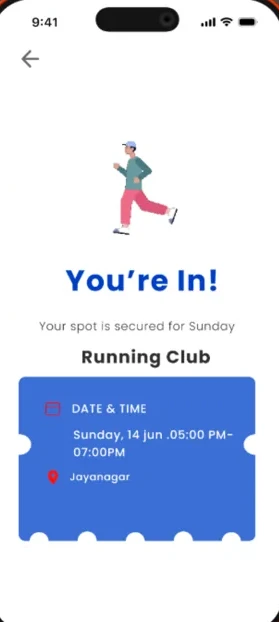 9:41
You're In!
Your spot is secured for Sunday
Running Club
DATE & TIME
Sunday, 14 jun .05:00 PM-
07:00PM
Jayanagar